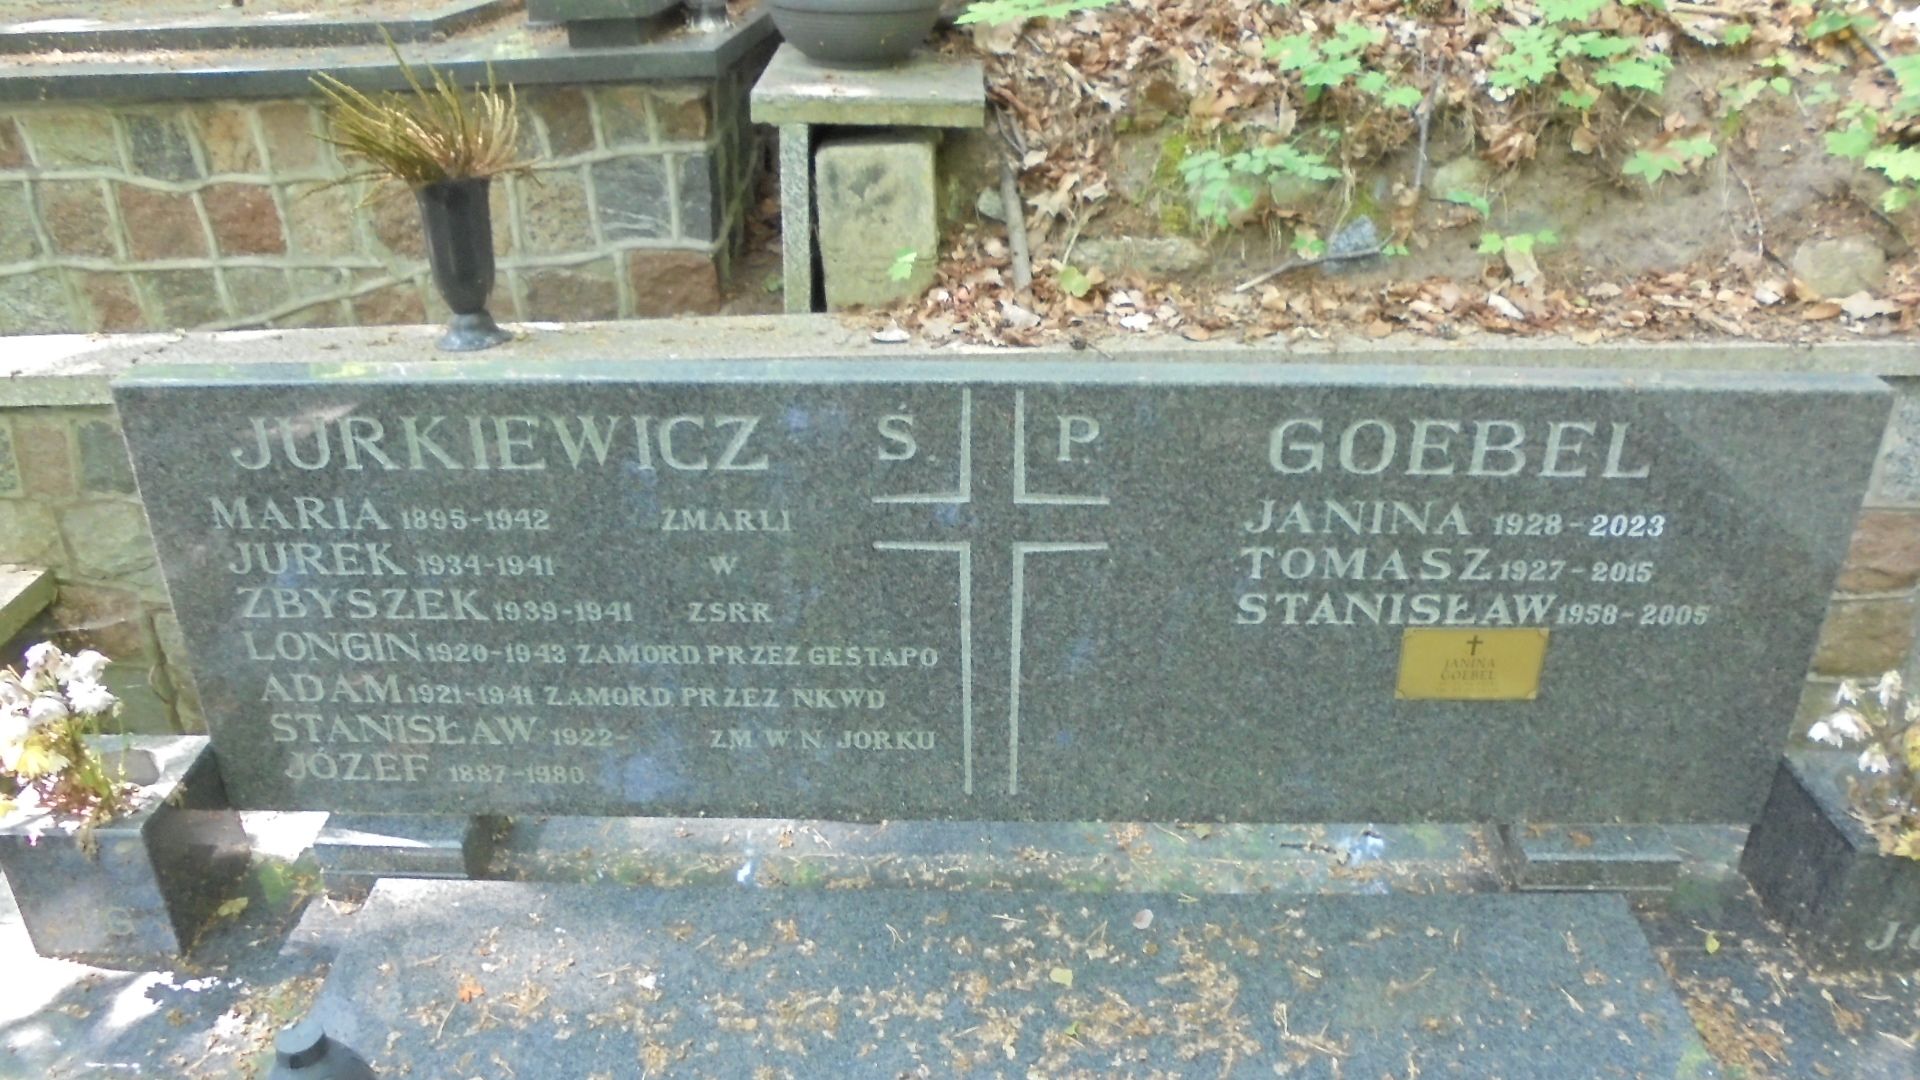 JURKIEWICZ
MARIA 1895-1942 ZMARLI
JUREK 1934-1941 W
ZBYSZEK 1939-1941 ZSRR
LONGIN 1920-1943 ZAMORD. PRZEZ GESTAPO
ADAM 1921-1941 ZAMORD. PRZEZ NKWD
STANISŁAW 1922- ZM W N. JORKU
JÓZEF 1887-1980
Ś. P.
GOEBEL
JANINA 1928-2023
TOMASZ 1927-2015
STANISŁAW 1958-2005
JANINA
GOEBEL